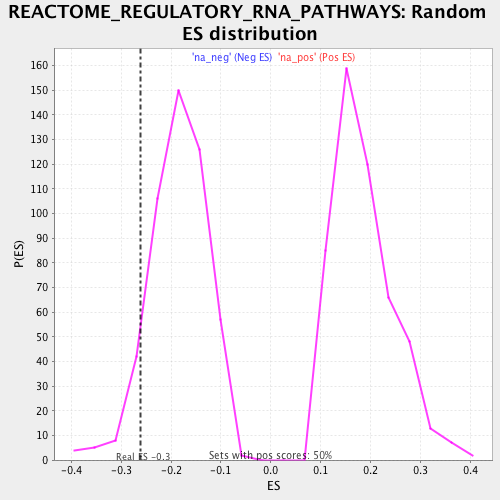 REACTOME_REGULATORY_RNA_PATHWAYS: Random
ES distribution
'na_neg' (Neg ES) 'na_pos' (Pos ES)
160
150
140
130
120
110
100
90
80
70
60
50
40
30
20
10
0
P(ES)
Real ES -0.3
Sets with pos scores: 50%
-0.4 -0.3 -0.2 -0.1 0.0 0.1 0.2 0.3 0.4
ES